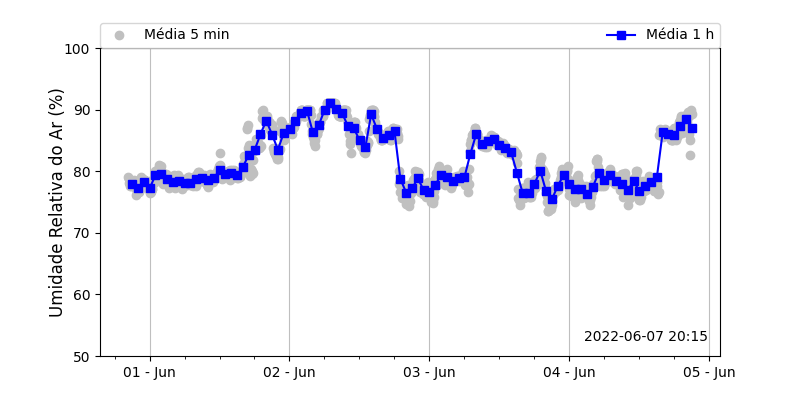 Média 5 min
Média 1 h
Umidade Relativa do Ar (%)
100
90
80
70
60
50
2022-06-07 20:15
01 - Jun
02 - Jun
03 - Jun
04 - Jun
05 - Jun